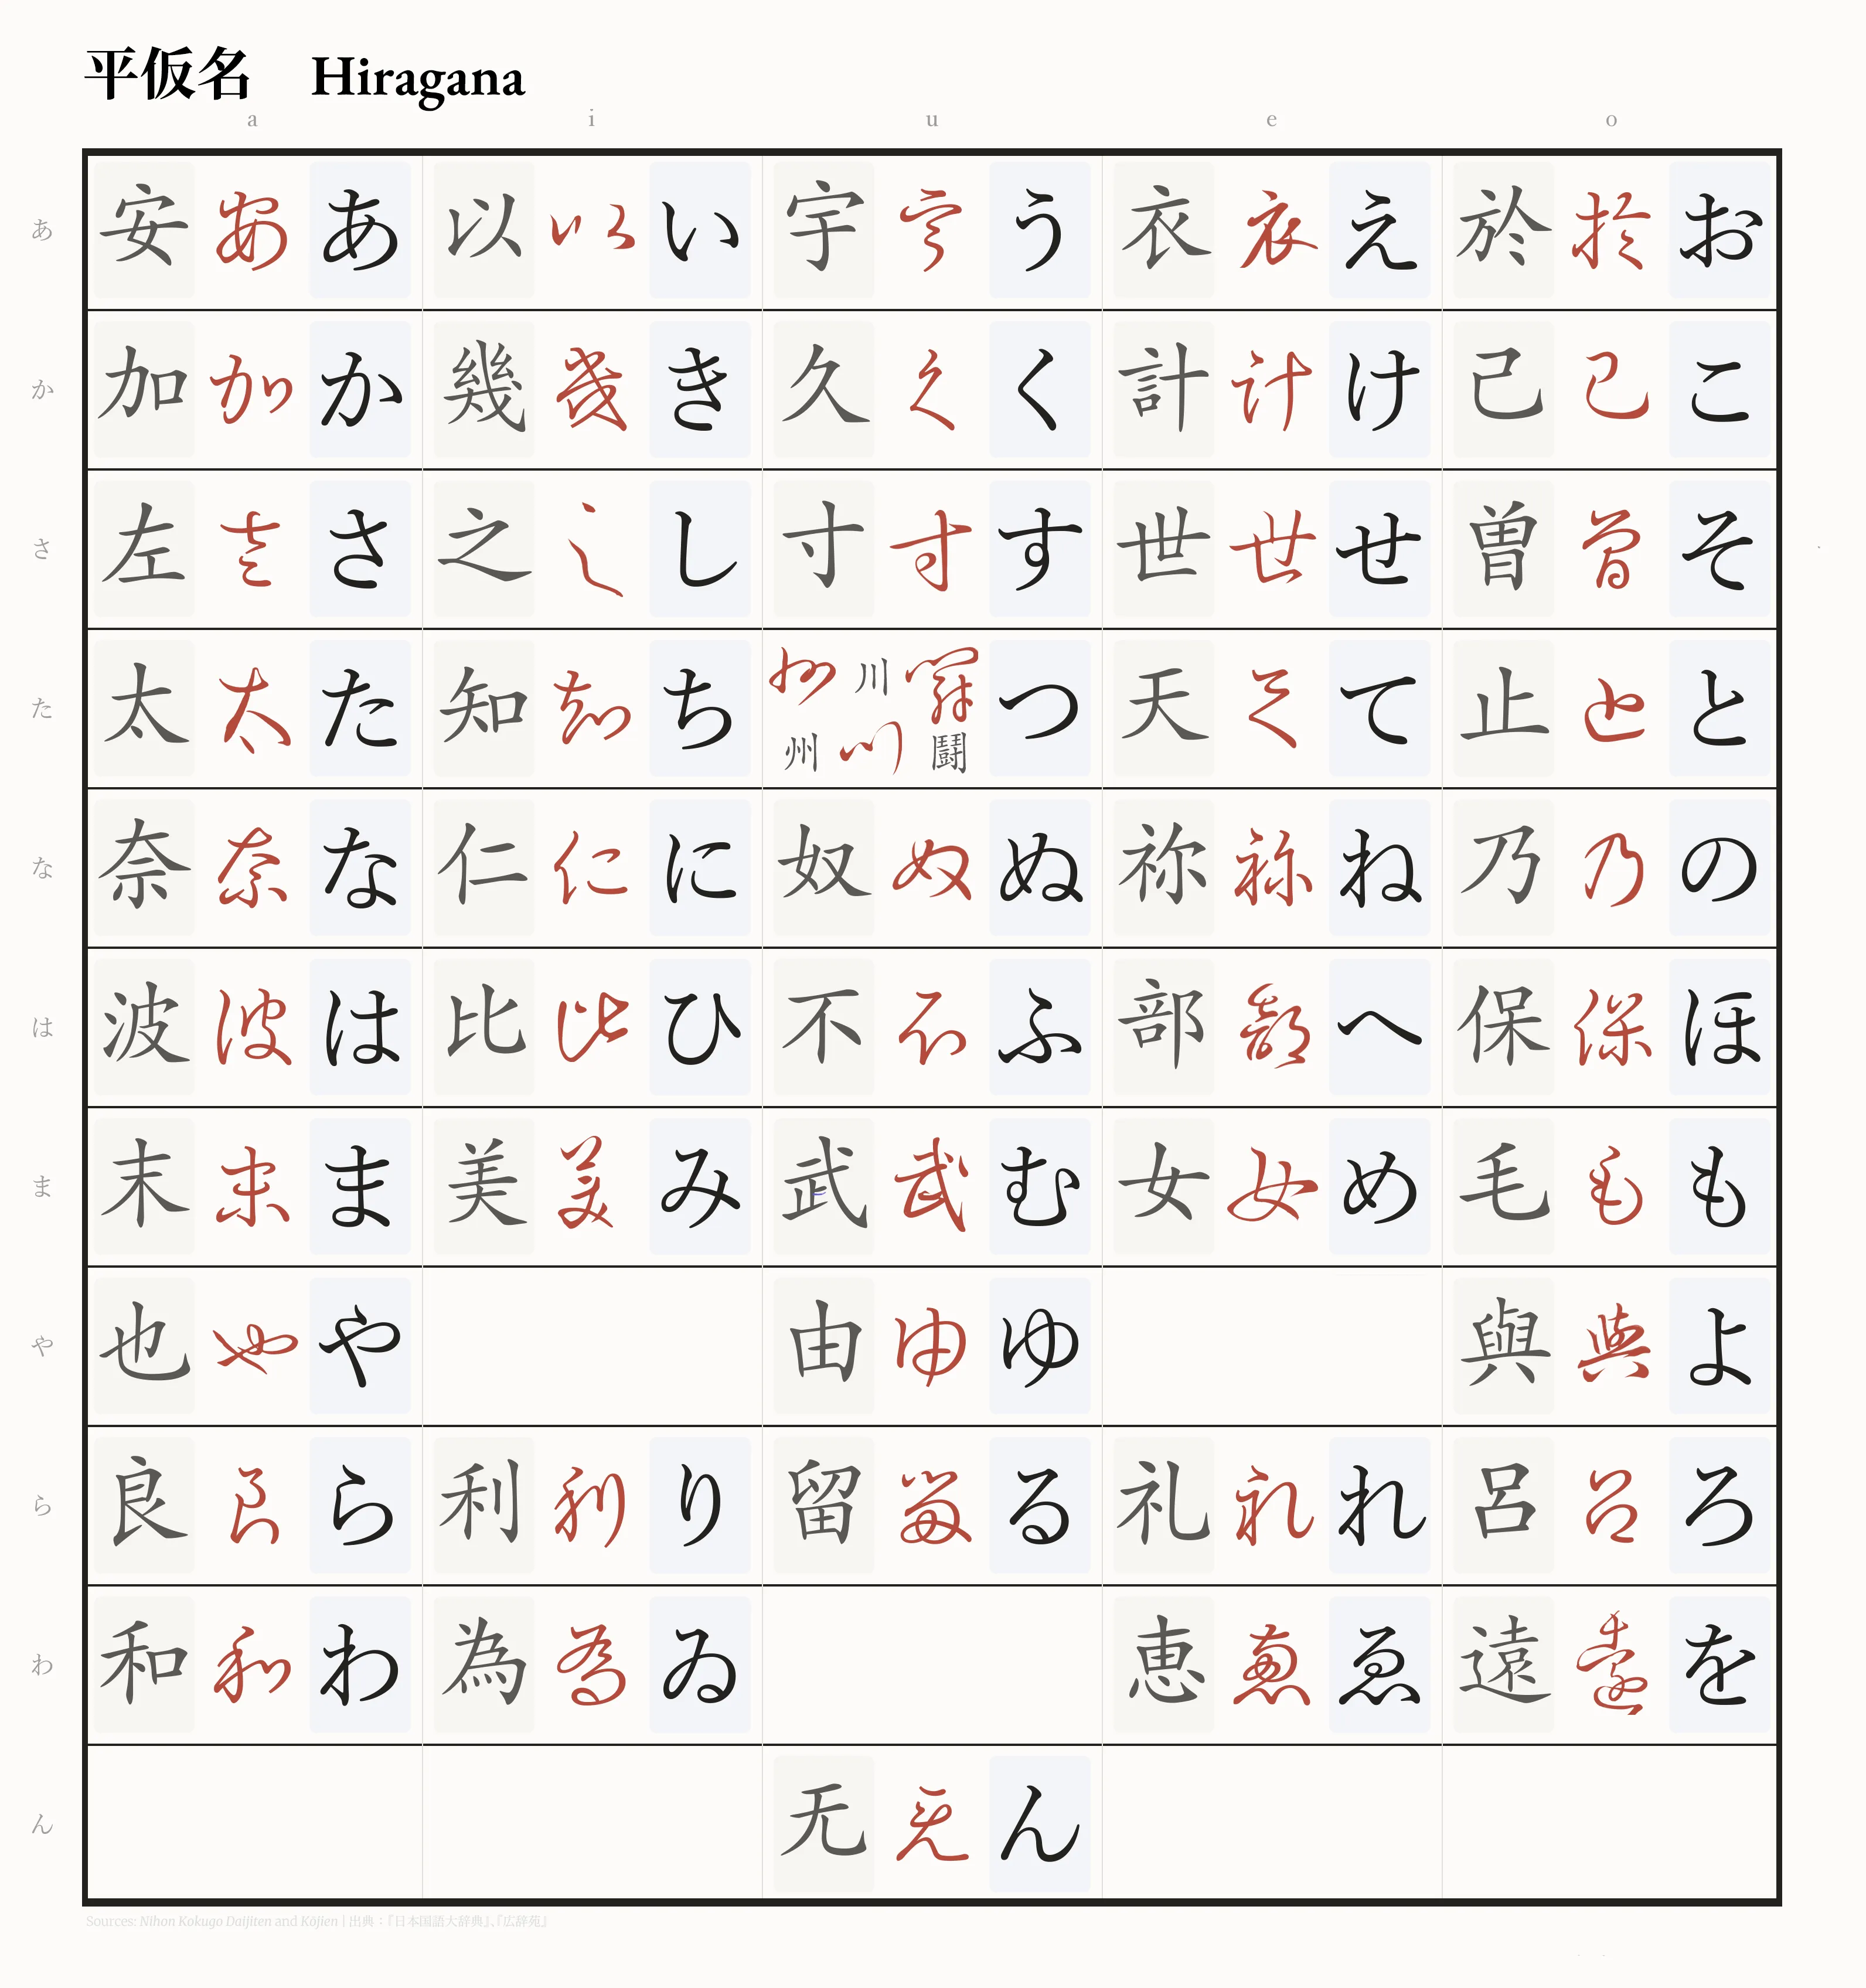 平仮名 Hiragana
a i u e o
あ 安 あ 以 い 宇 う 衣 え 於 お
か 加 か 幾 き 久 く 計 け 己 こ
さ 左 さ 之 し 寸 す 世 せ 曽 そ
た 太 た 知 ち 川 州 鬪 つ 天 て 止 と
な 奈 な 仁 に 奴 ぬ 祢 ね 乃 の
は 波 は 比 ひ 不 ふ 部 へ 保 ほ
ま 末 ま 美 み 武 む 女 め 毛 も
や 也 や 由 ゆ 與 よ
ら 良 ら 利 り 留 る 礼 れ 呂 ろ
わ 和 わ 為 ゐ 恵 ゑ 遠 を
ん 无 ん
Sources: Nihon Kokugo Daijiten and Kōjien | 出典：『日本国語大辞典』、『広辞苑』